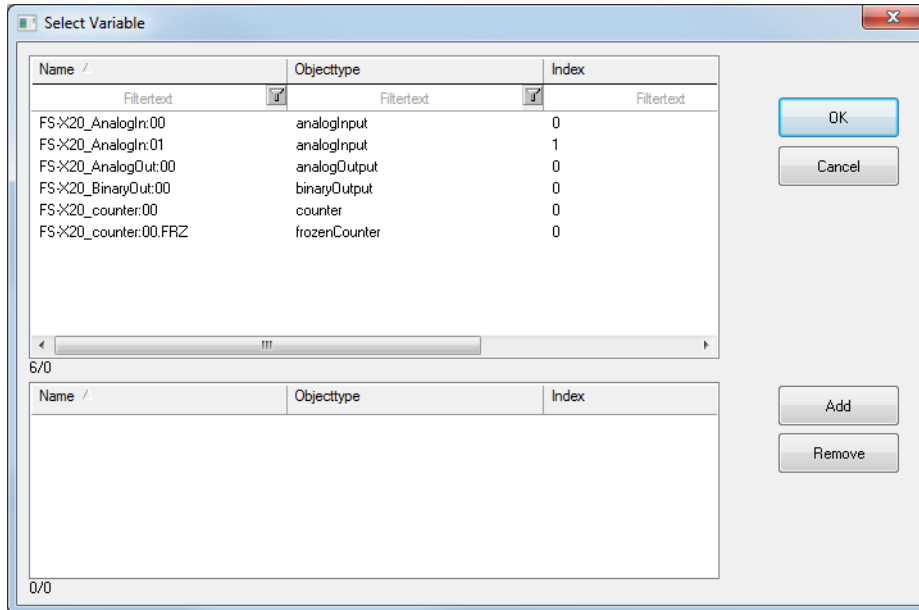 Select Variable
Name Objecttype Index
Filtertext Filtertext Filtertext
FS-X20_AnalogIn:00 analogInput 0
FS-X20_AnalogIn:01 analogInput 1
FS-X20_AnalogOut:00 analogOutput 0
FS-X20_BinaryOut:00 binaryOutput 0
FS-X20_counter:00 counter 0
FS-X20_counter:00.FRZ frozenCounter 0
OK
Cancel
6/0
Name Objecttype Index
Add
Remove
0/0